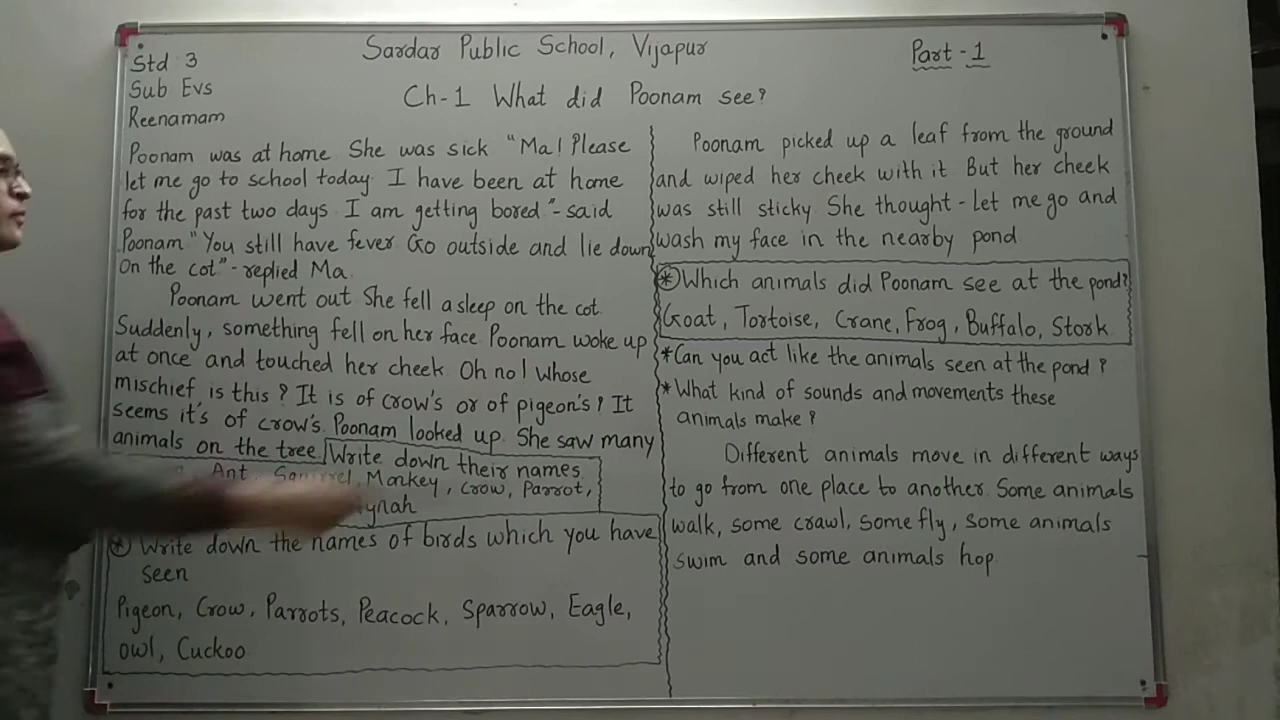 Sardar Public School, Vijapur
Part - 1
Std 3
Sub Evs
Reenamam
Ch-1 What did Poonam see?
Poonam was at home She was sick "Ma! Please
let me go to school today I have been at home
for the past two days I am getting bored"- said
Poonam "You still have fever Go outside and lie down
On the cot"- replied Ma.
Poonam went out She fell a sleep on the cot
Suddenly, something fell on her face Poonam woke up
at once and touched her cheek Oh no! Whose
mischief is this? It is of crow's or of pigeon's? It
seems it's of crow's. Poonam looked up. She saw many
animals on the tree Write down their names
Ant, Squirrel, Monkey, Crow, Parrot,
* Write down the names of birds which you have
seen
Pigeon, Crow, Parrots, Peacock, Sparrow, Eagle,
owl, Cuckoo
Poonam picked up a leaf from the ground
and wiped her cheek with it But her cheek
was still sticky She thought - Let me go and
wash my face in the nearby pond
* Which animals did Poonam see at the pond?
Goat, Tortoise, Crane, Frog, Buffalo, Stork
* Can you act like the animals seen at the pond?
* What kind of sounds and movements these
animals make?
Different animals move in different ways
to go from one place to another. Some animals
walk, some crawl, some fly, some animals
swim and some animals hop.